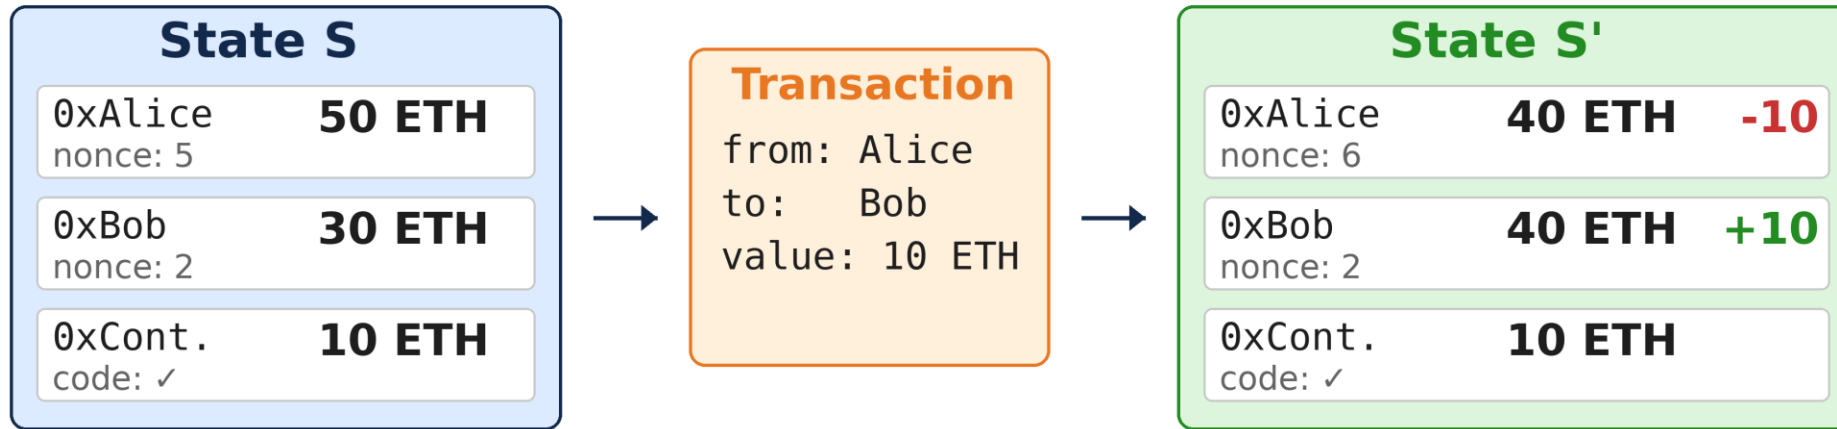 State S
0xAlice 50 ETH
nonce: 5
0xBob 30 ETH
nonce: 2
0xCont. 10 ETH
code: ✓
Transaction
from: Alice
to: Bob
value: 10 ETH
State S'
0xAlice 40 ETH -10
nonce: 6
0xBob 40 ETH +10
nonce: 2
0xCont. 10 ETH
code: ✓